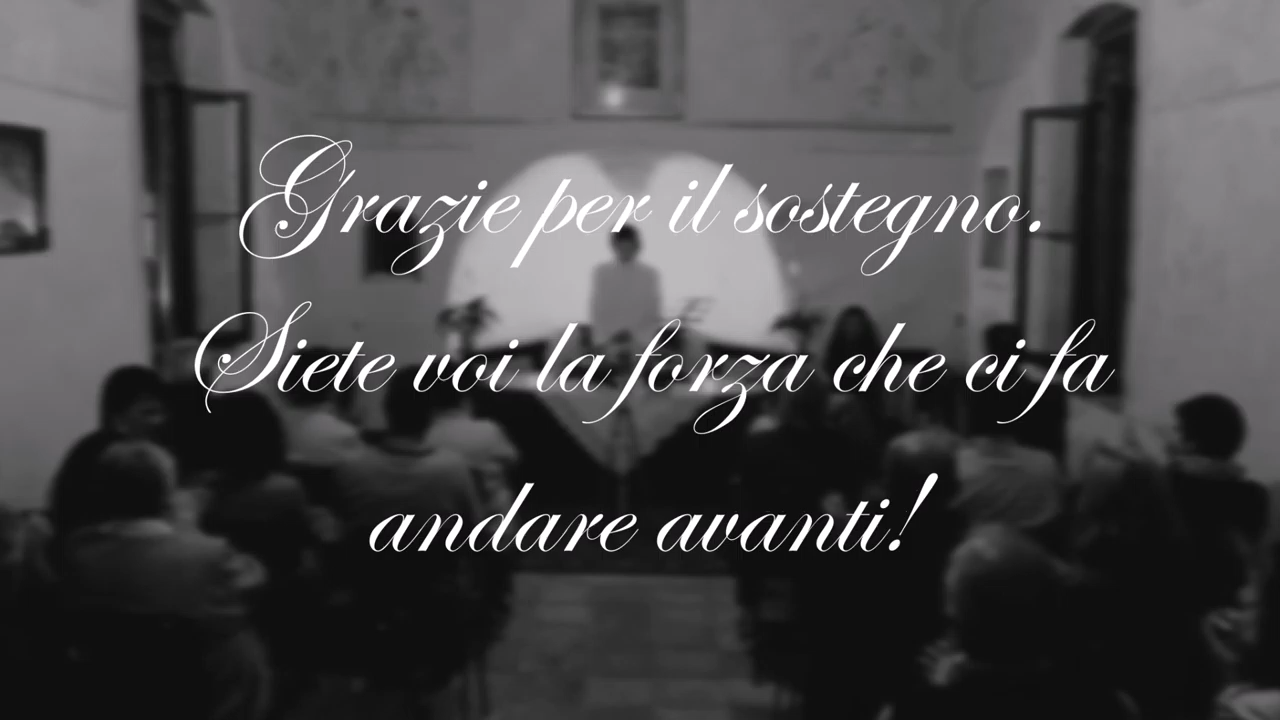 Grazie per il sostegno.
Siete voi la forza che ci fa
andare avanti!